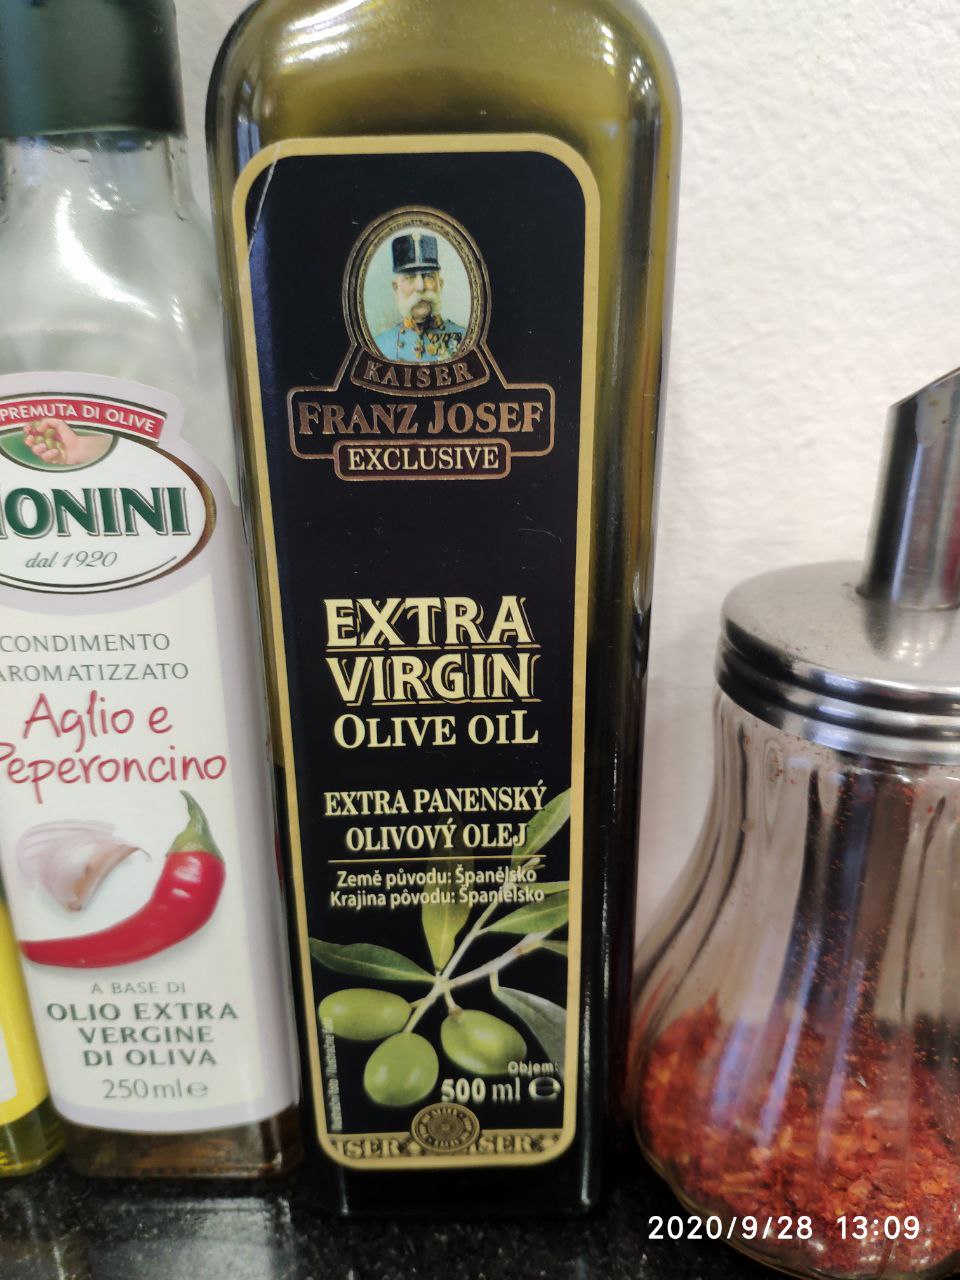 PREMUTA DI OLIVE
ONINI
dal 1920
CONDIMENTO
AROMATIZZATO
Aglio e
Peperoncino
A BASE DI
OLIO EXTRA
VERGINE
DI OLIVA
250 ml e
KAISER
FRANZ JOSEF
EXCLUSIVE
EXTRA
VIRGIN
OLIVE OIL
EXTRA PANENSKÝ
OLIVOVÝ OLEJ
Země původu: Španělsko
Krajina pôvodu: Španielsko
Objem:
500 ml e
2020/9/28 13:09